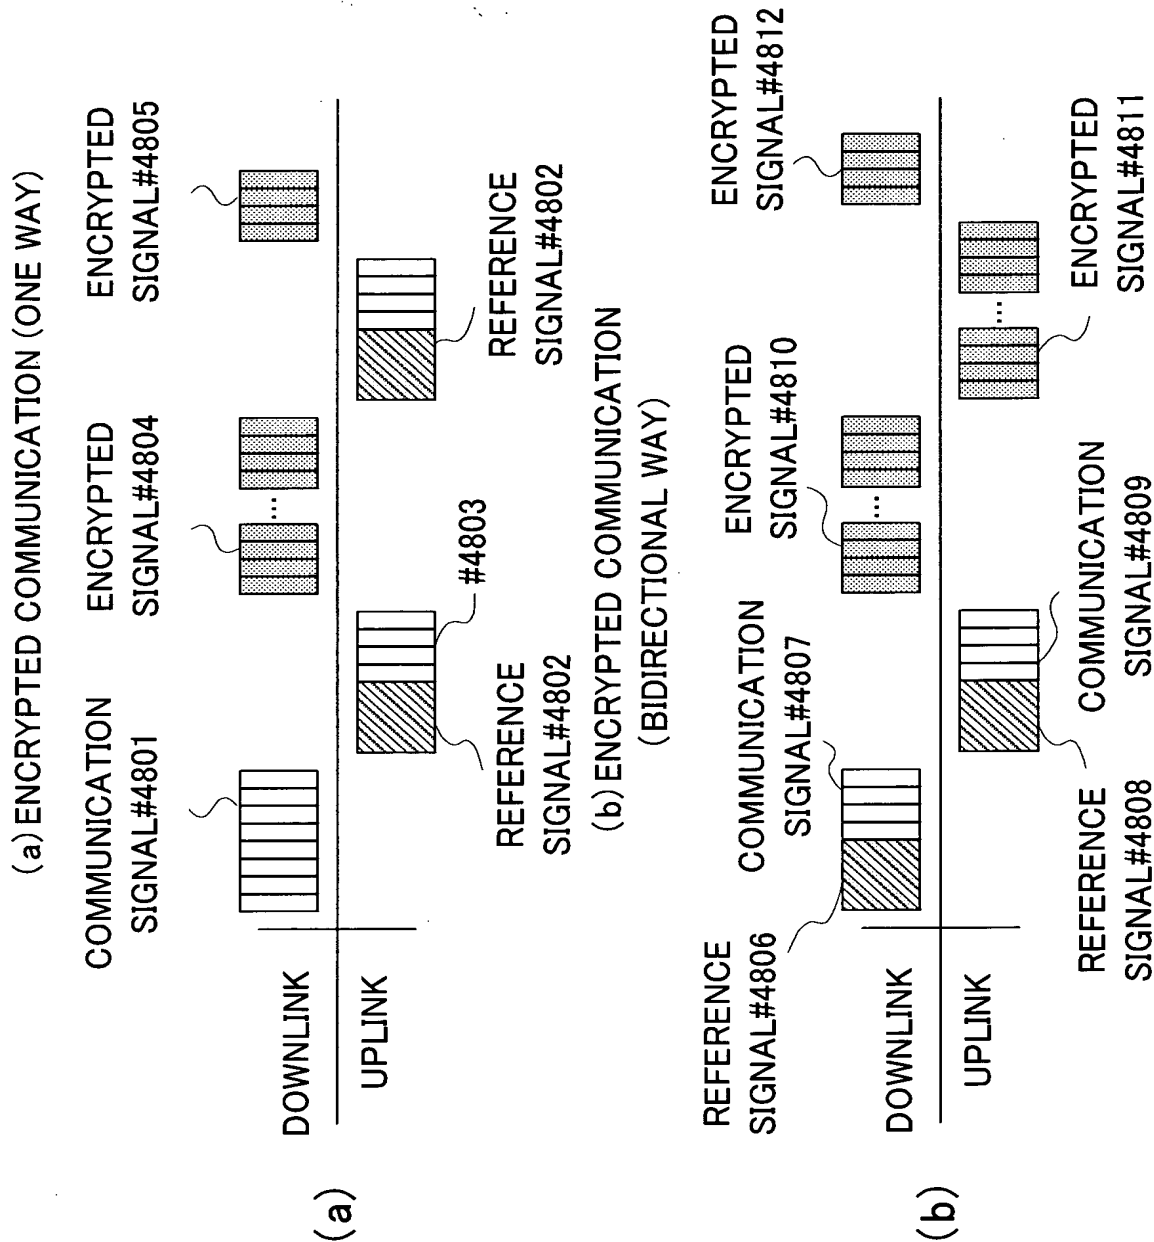 (a) ENCRYPTED COMMUNICATION (ONE WAY)
COMMUNICATION
SIGNAL#4801
ENCRYPTED
SIGNAL#4804
ENCRYPTED
SIGNAL#4805
DOWNLINK
UPLINK
REFERENCE
SIGNAL#4802
#4803
REFERENCE
SIGNAL#4802
(a)
(b) ENCRYPTED COMMUNICATION
(BIDIRECTIONAL WAY)
REFERENCE
SIGNAL#4806
COMMUNICATION
SIGNAL#4807
ENCRYPTED
SIGNAL#4810
ENCRYPTED
SIGNAL#4812
DOWNLINK
UPLINK
REFERENCE
SIGNAL#4808
COMMUNICATION
SIGNAL#4809
ENCRYPTED
SIGNAL#4811
(b)